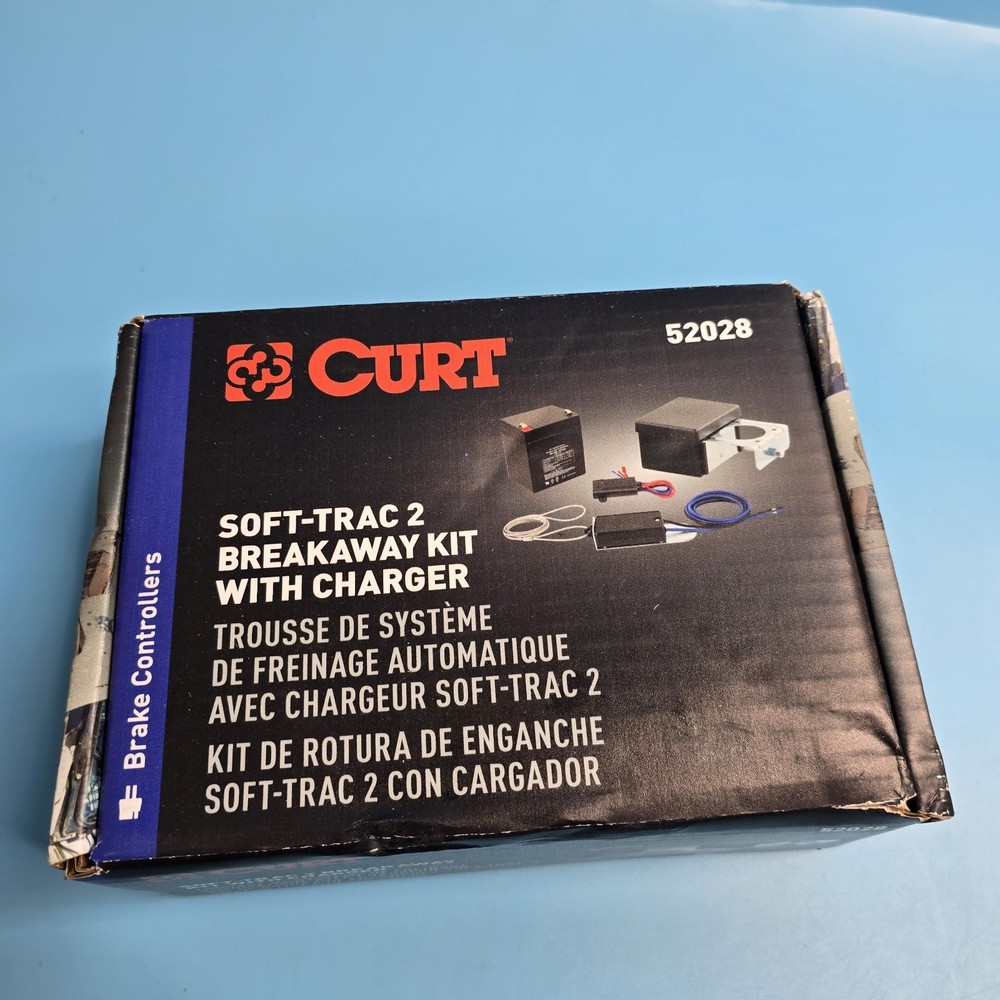 CURT
52028
SOFT-TRAC 2
BREAKAWAY KIT
WITH CHARGER
TROUSSE DE SYSTÈME
DE FREINAGE AUTOMATIQUE
AVEC CHARGEUR SOFT-TRAC 2
KIT DE ROTURA DE ENGANCHE
SOFT-TRAC 2 CON CARGADOR
Brake Controllers
52028